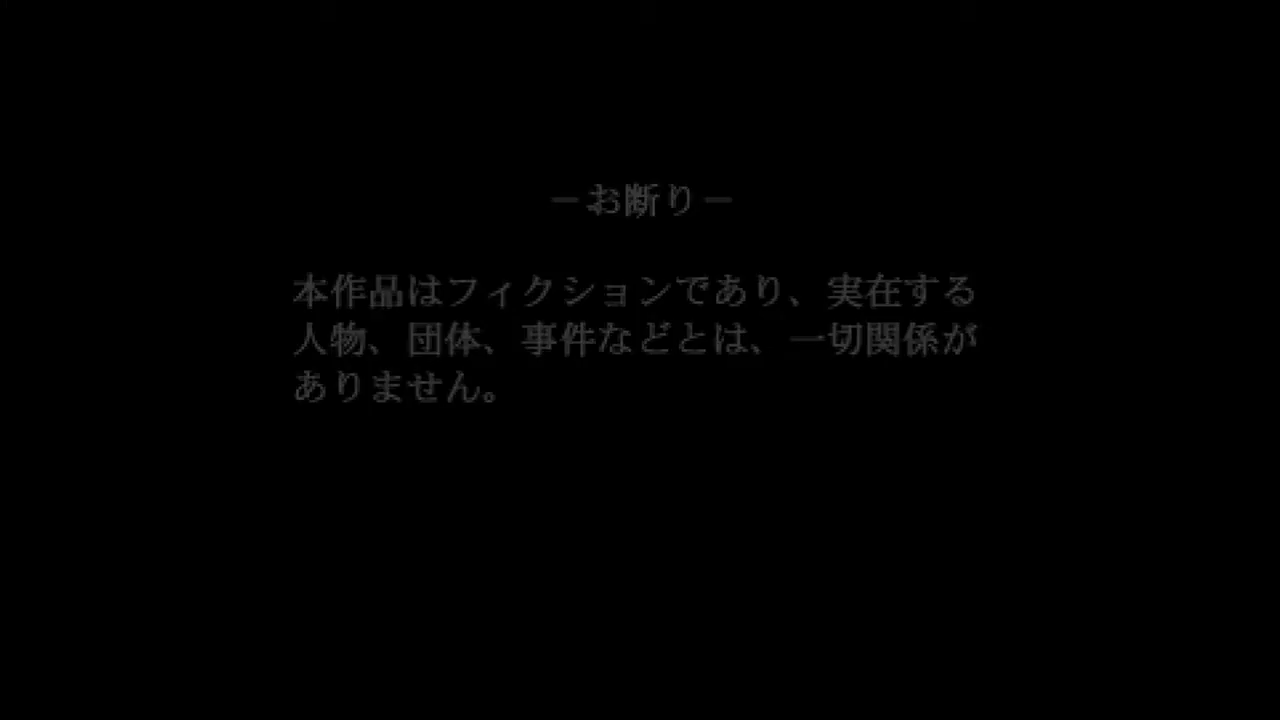 －お断り－
本作品はフィクションであり、実在する
人物、団体、事件などとは、一切関係が
ありません。